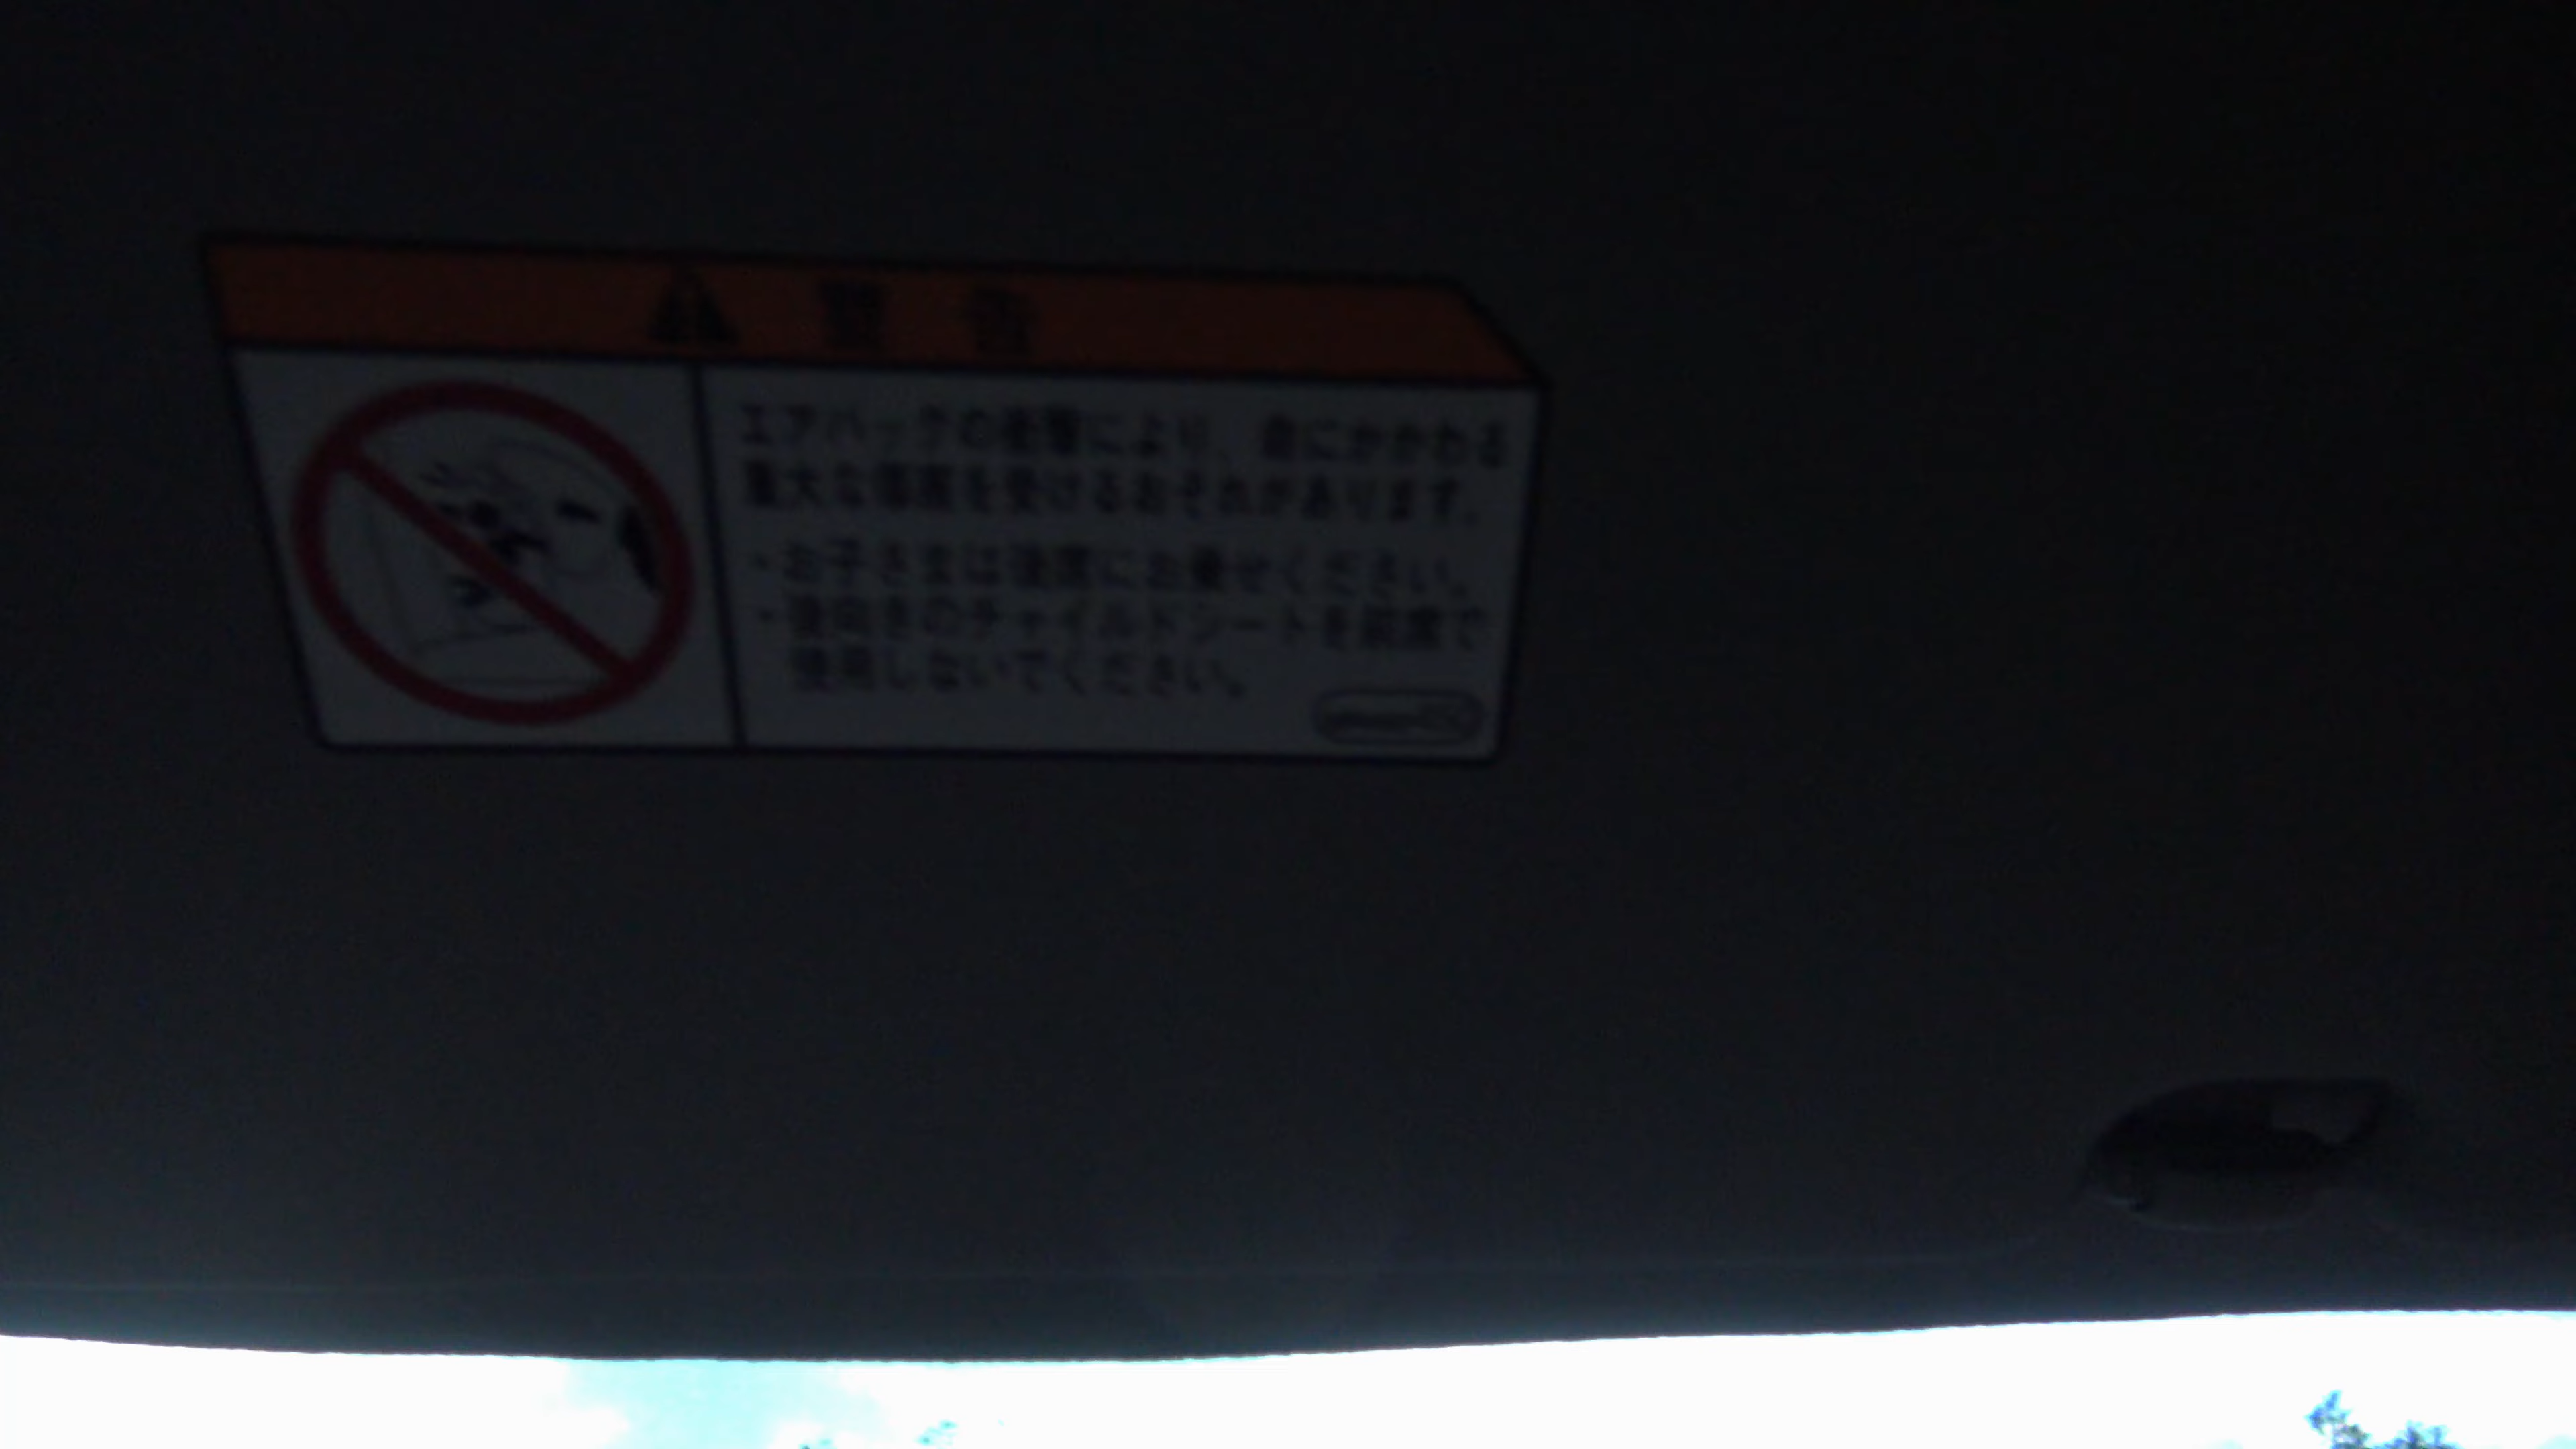 警告
エアバッグの衝撃により、命にかかわる
重大な傷害を受けるおそれがあります。
・お子さまは後席にお乗せください。
・後向きのチャイルドシートを前席で
使用しないでください。